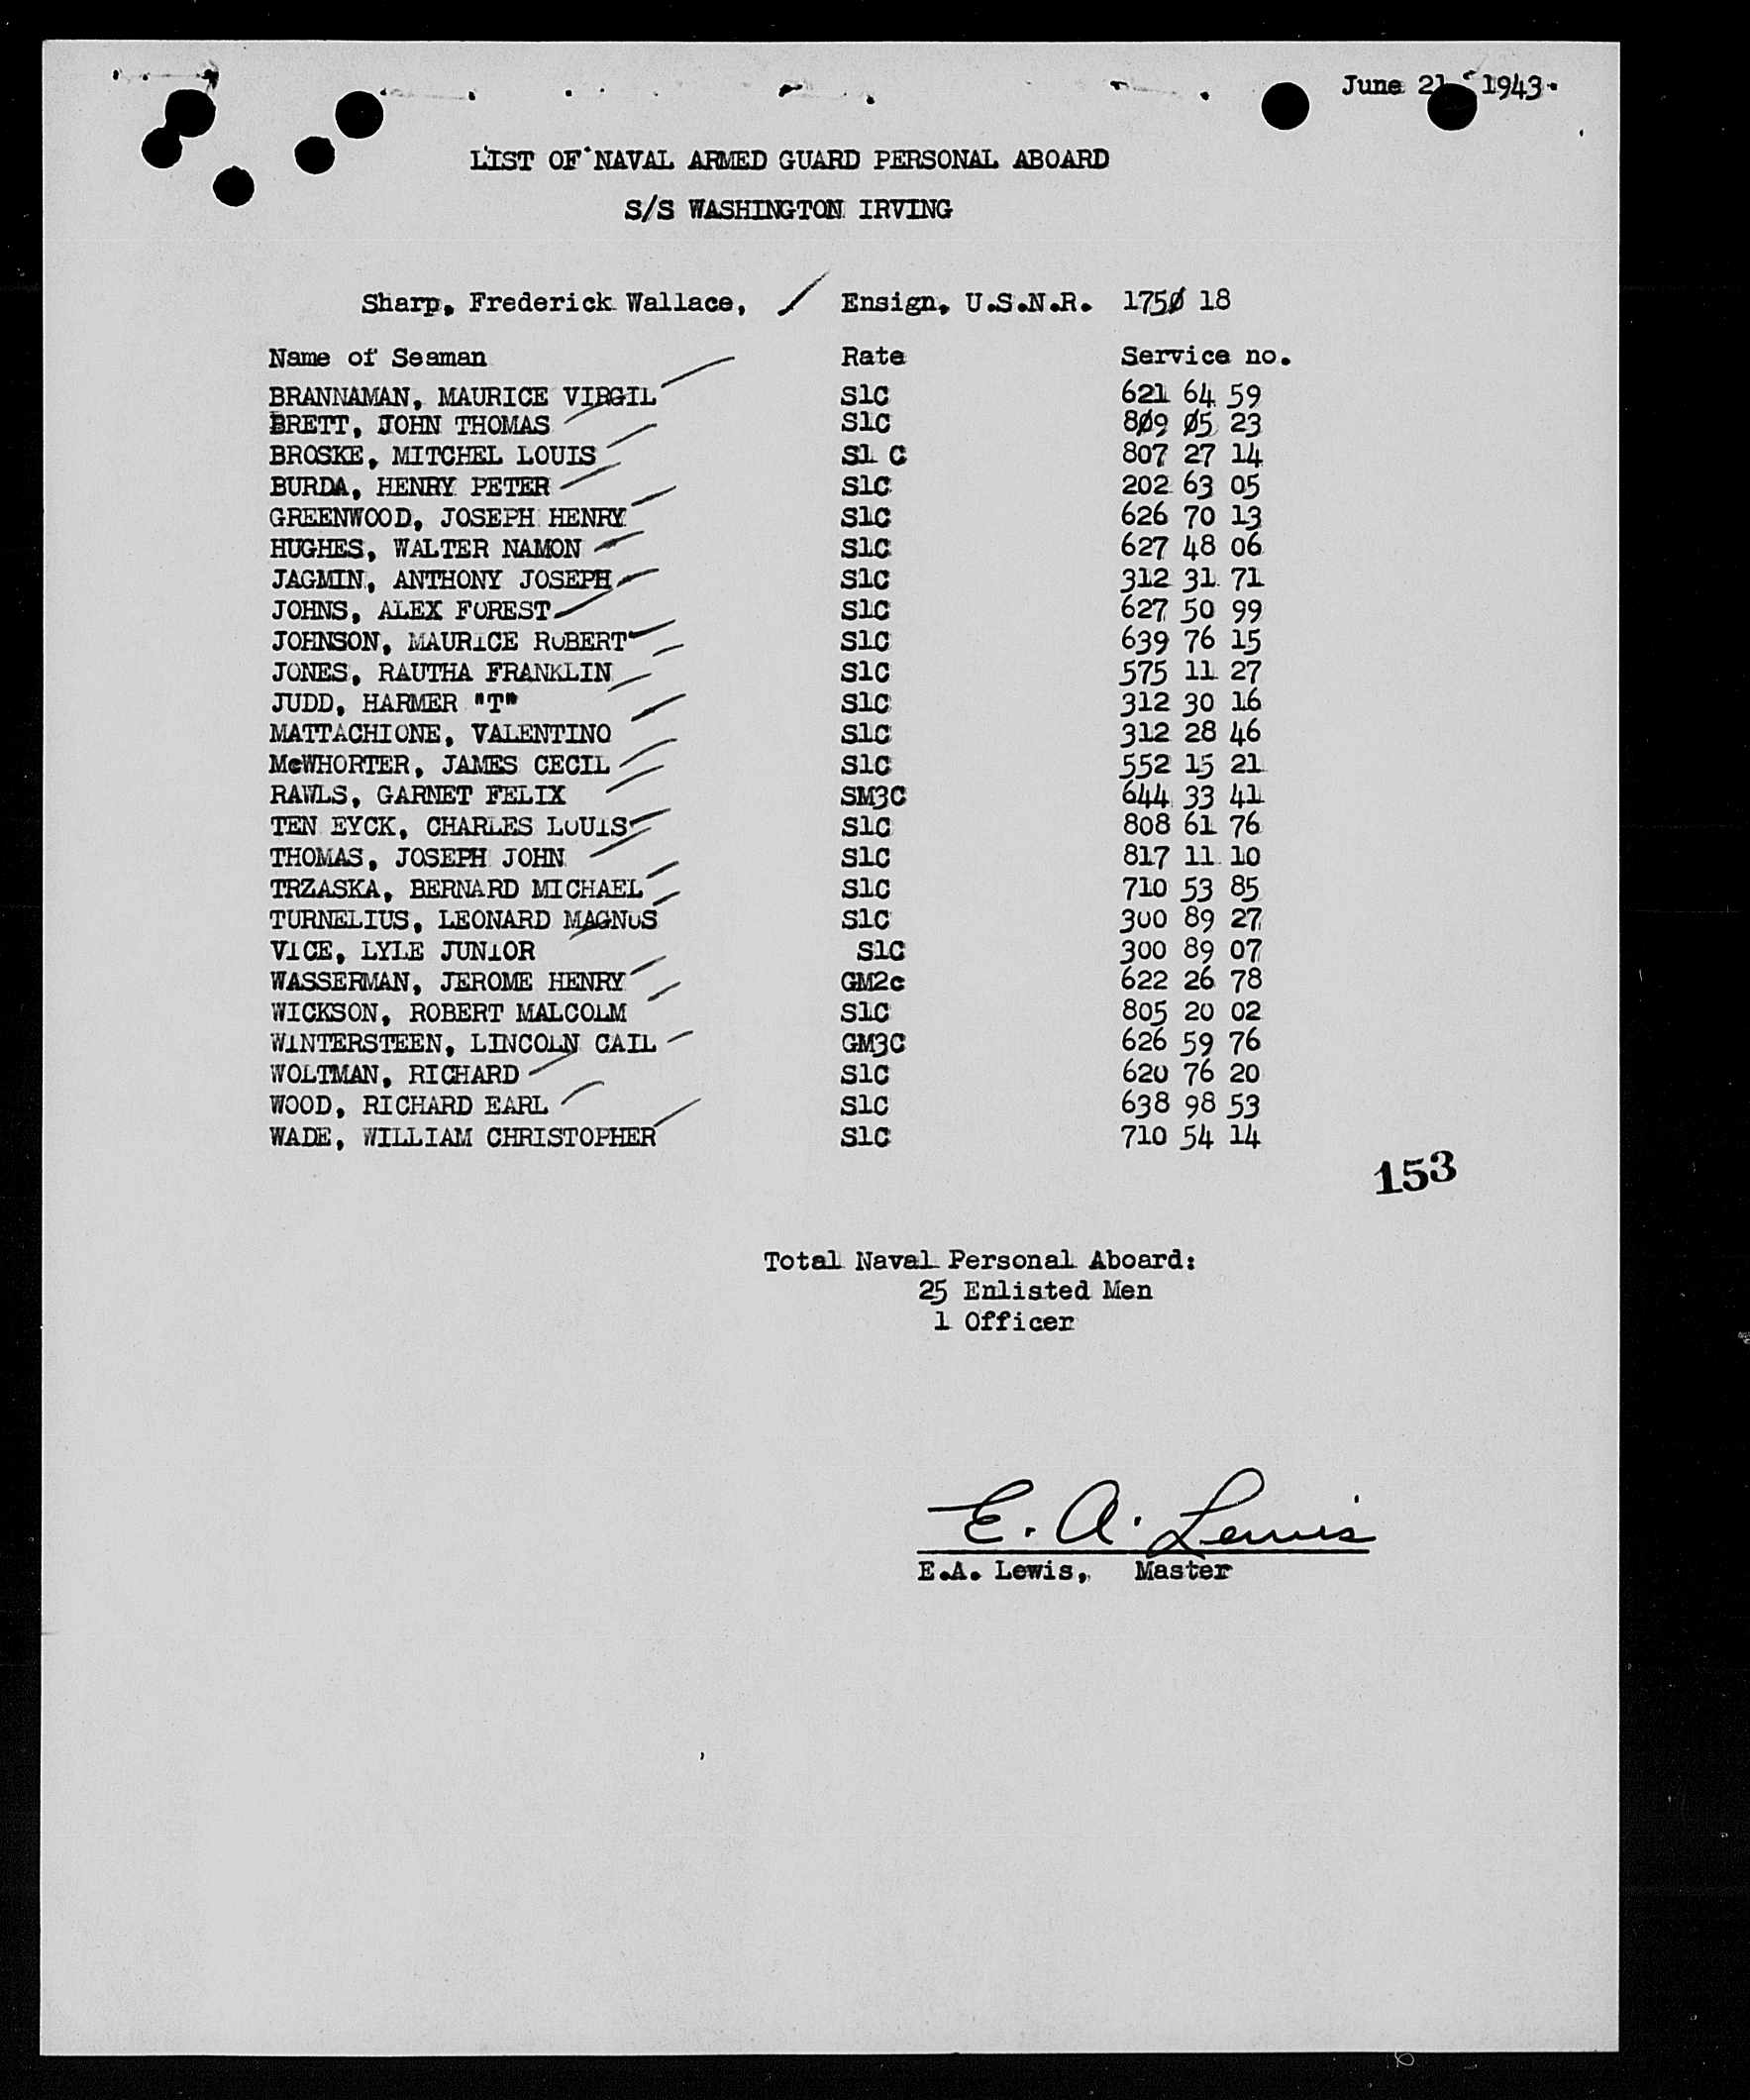 June 21, 1943.
LIST OF NAVAL ARMED GUARD PERSONAL ABOARD
S/S WASHINGTON IRVING
Sharp, Frederick Wallace, Ensign, U.S.N.R. 175Ø 18
Name of Seaman Rate Service no.
BRANNAMAN, MAURICE VIRGIL S1C 621 64 59
BRETT, JOHN THOMAS S1C 8Ø9 Ø5 23
BROSKE, MITCHEL LOUIS S1 C 807 27 14
BURDA, HENRY PETER S1C 202 63 05
GREENWOOD, JOSEPH HENRY S1C 626 70 13
HUGHES, WALTER NAMON S1C 627 48 06
JAGMIN, ANTHONY JOSEPH S1C 312 31 71
JOHNS, ALEX FOREST S1C 627 50 99
JOHNSON, MAURICE ROBERT S1C 639 76 15
JONES, RAUTHA FRANKLIN S1C 575 11 27
JUDD, HARMER "T" S1C 312 30 16
MATTACHIONE, VALENTINO S1C 312 28 46
McWHORTER, JAMES CECIL S1C 552 15 21
RAWLS, GARNET FELIX SM3C 644 33 41
TEN EYCK, CHARLES LOUIS S1C 808 61 76
THOMAS, JOSEPH JOHN S1C 817 11 10
TRZASKA, BERNARD MICHAEL S1C 710 53 85
TURNELIUS, LEONARD MAGNUS S1C 300 89 27
VICE, LYLE JUNIOR S1C 300 89 07
WASSERMAN, JEROME HENRY GM2c 622 26 78
WICKSON, ROBERT MALCOLM S1C 805 20 02
WINTERSTEEN, LINCOLN CAIL GM3C 626 59 76
WOLTMAN, RICHARD S1C 620 76 20
WOOD, RICHARD EARL S1C 638 98 53
WADE, WILLIAM CHRISTOPHER S1C 710 54 14
153
Total Naval Personal Aboard:
25 Enlisted Men
1 Officer
E. A. Lewis
E.A. Lewis, Master